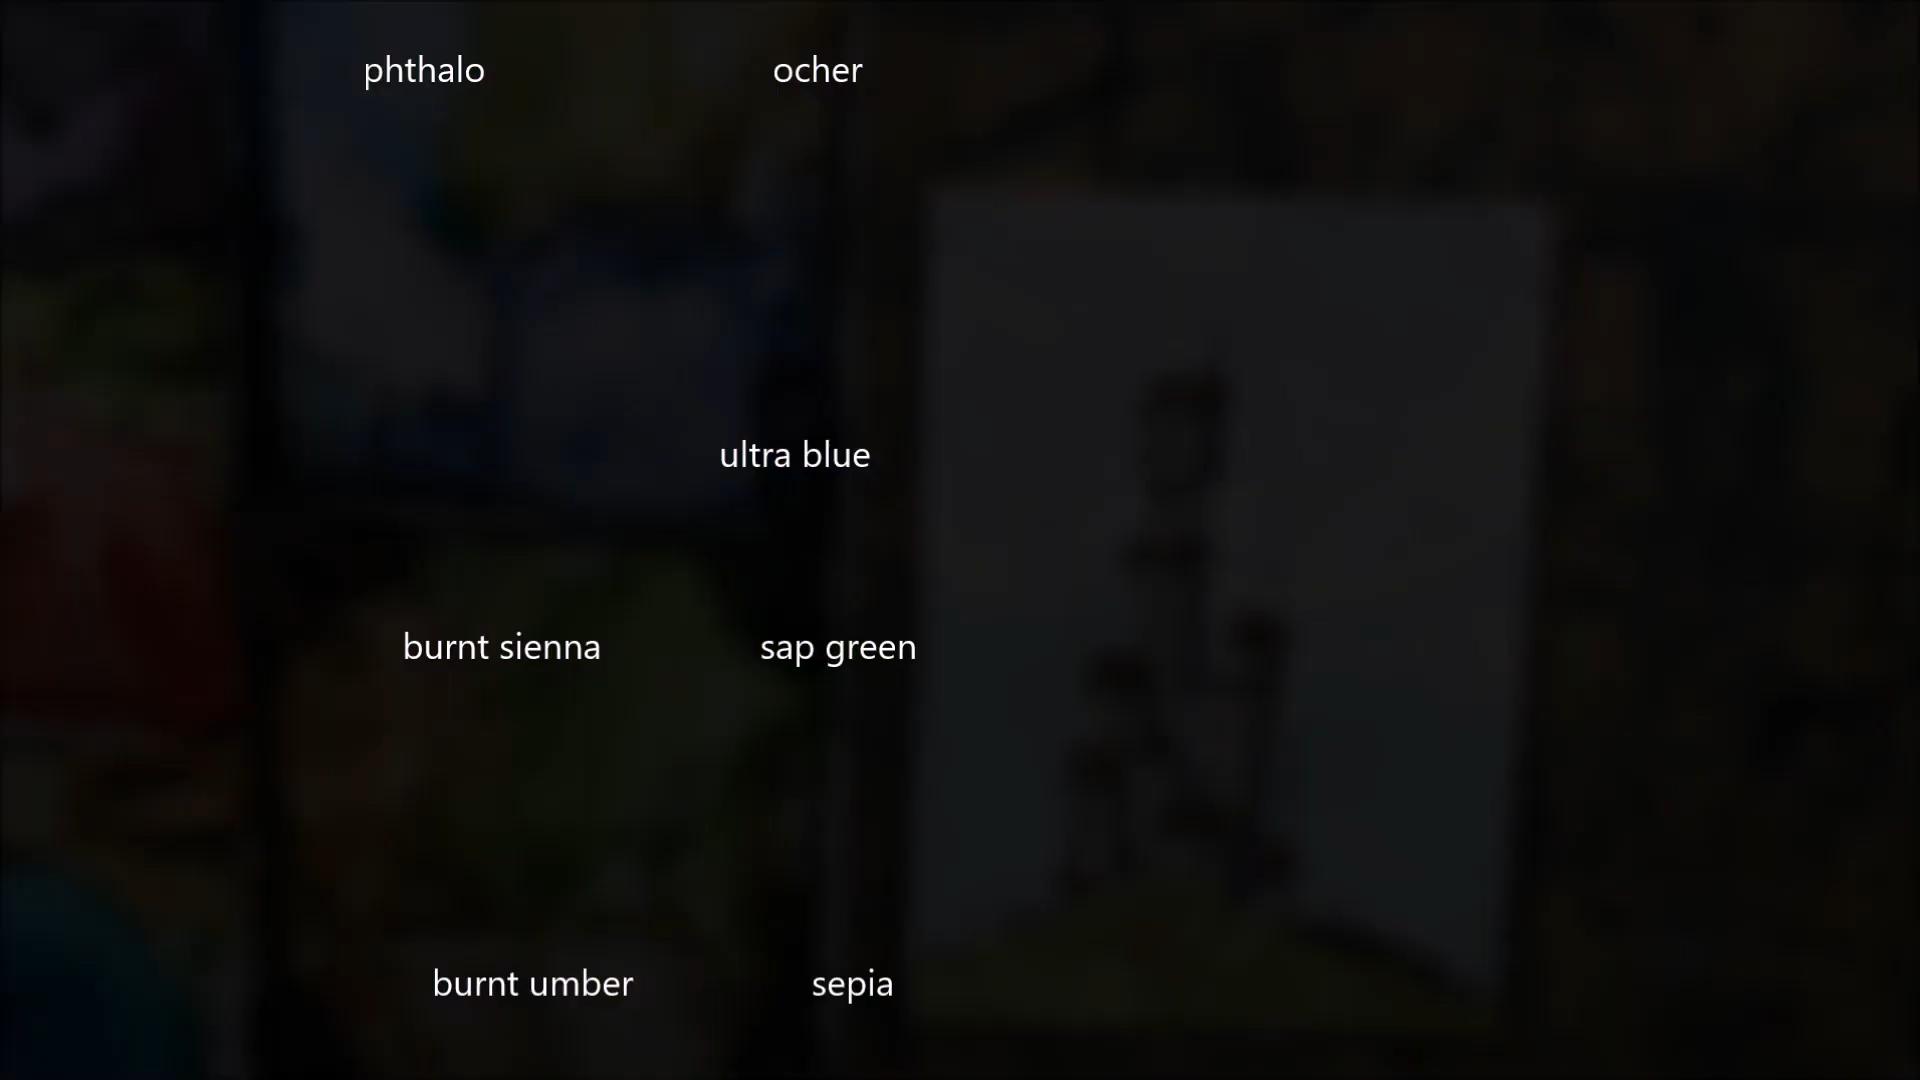 phthalo
ocher
ultra blue
burnt sienna
sap green
burnt umber
sepia